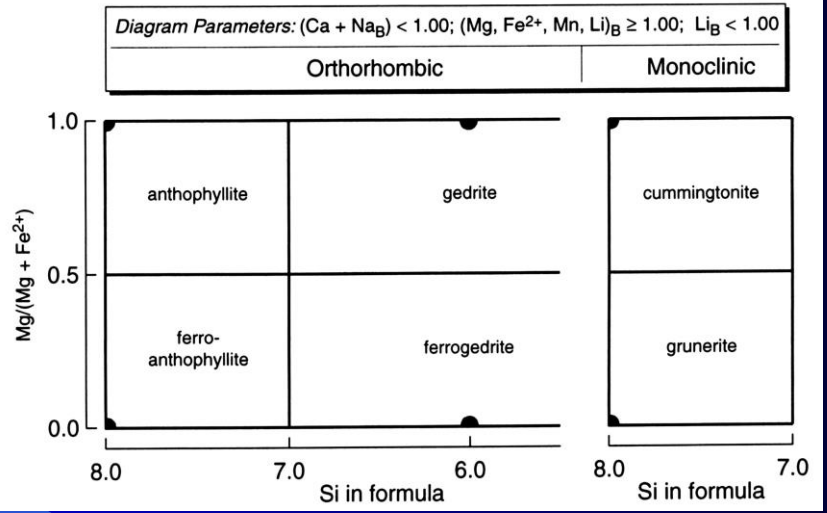 Diagram Parameters: (Ca + NaB) < 1.00; (Mg, Fe2+, Mn, Li)B ≥ 1.00; LiB < 1.00
Orthorhombic
Monoclinic
1.0
anthophyllite
gedrite
cummingtonite
Mg/(Mg + Fe2+)
0.5
ferro-
anthophyllite
ferrogedrite
grunerite
0.0
8.0
7.0
6.0
8.0
7.0
Si in formula
Si in formula